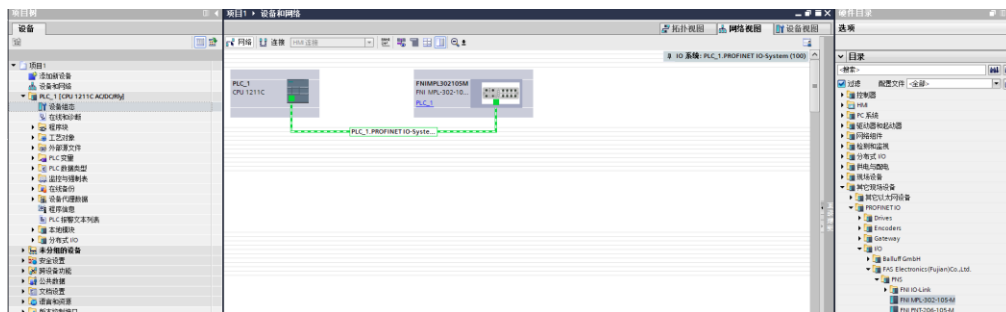 项目树
项目1 ▸ 设备和网络
硬件目录
设备
拓扑视图
网络视图
设备视图
选项
网络
连接
HMI 连接
IO 系统: PLC_1.PROFINET IO-System (100)
目录
<搜索>
过滤
配置文件
<全部>
项目1
添加新设备
设备和网络
PLC_1 [CPU 1211C AC/DC/Rly]
设备组态
在线和诊断
程序块
工艺对象
外部源文件
PLC 变量
PLC 数据类型
监控与强制表
在线备份
设备代理数据
程序信息
PLC 报警文本列表
本地模块
分布式 I/O
未分组的设备
安全设置
跨设备功能
公共数据
文档设置
语言和资源
版本控制接口
PLC_1
CPU 1211C
FNIMPL302105M
FNI MPL-302-10...
PLC_1
PLC_1.PROFINET IO-Syste...
控制器
HMI
PC 系统
驱动器和起动器
网络组件
检测和监视
分布式 I/O
供电与配电
现场设备
其它现场设备
其它以太网设备
PROFINET IO
Drives
Encoders
Gateway
I/O
Balluff GmbH
FAS Electronics(Fujian)Co.,Ltd.
FNS
FNI IO-Link
FNI MPL-302-105-M
FNI PNT-206-105-M